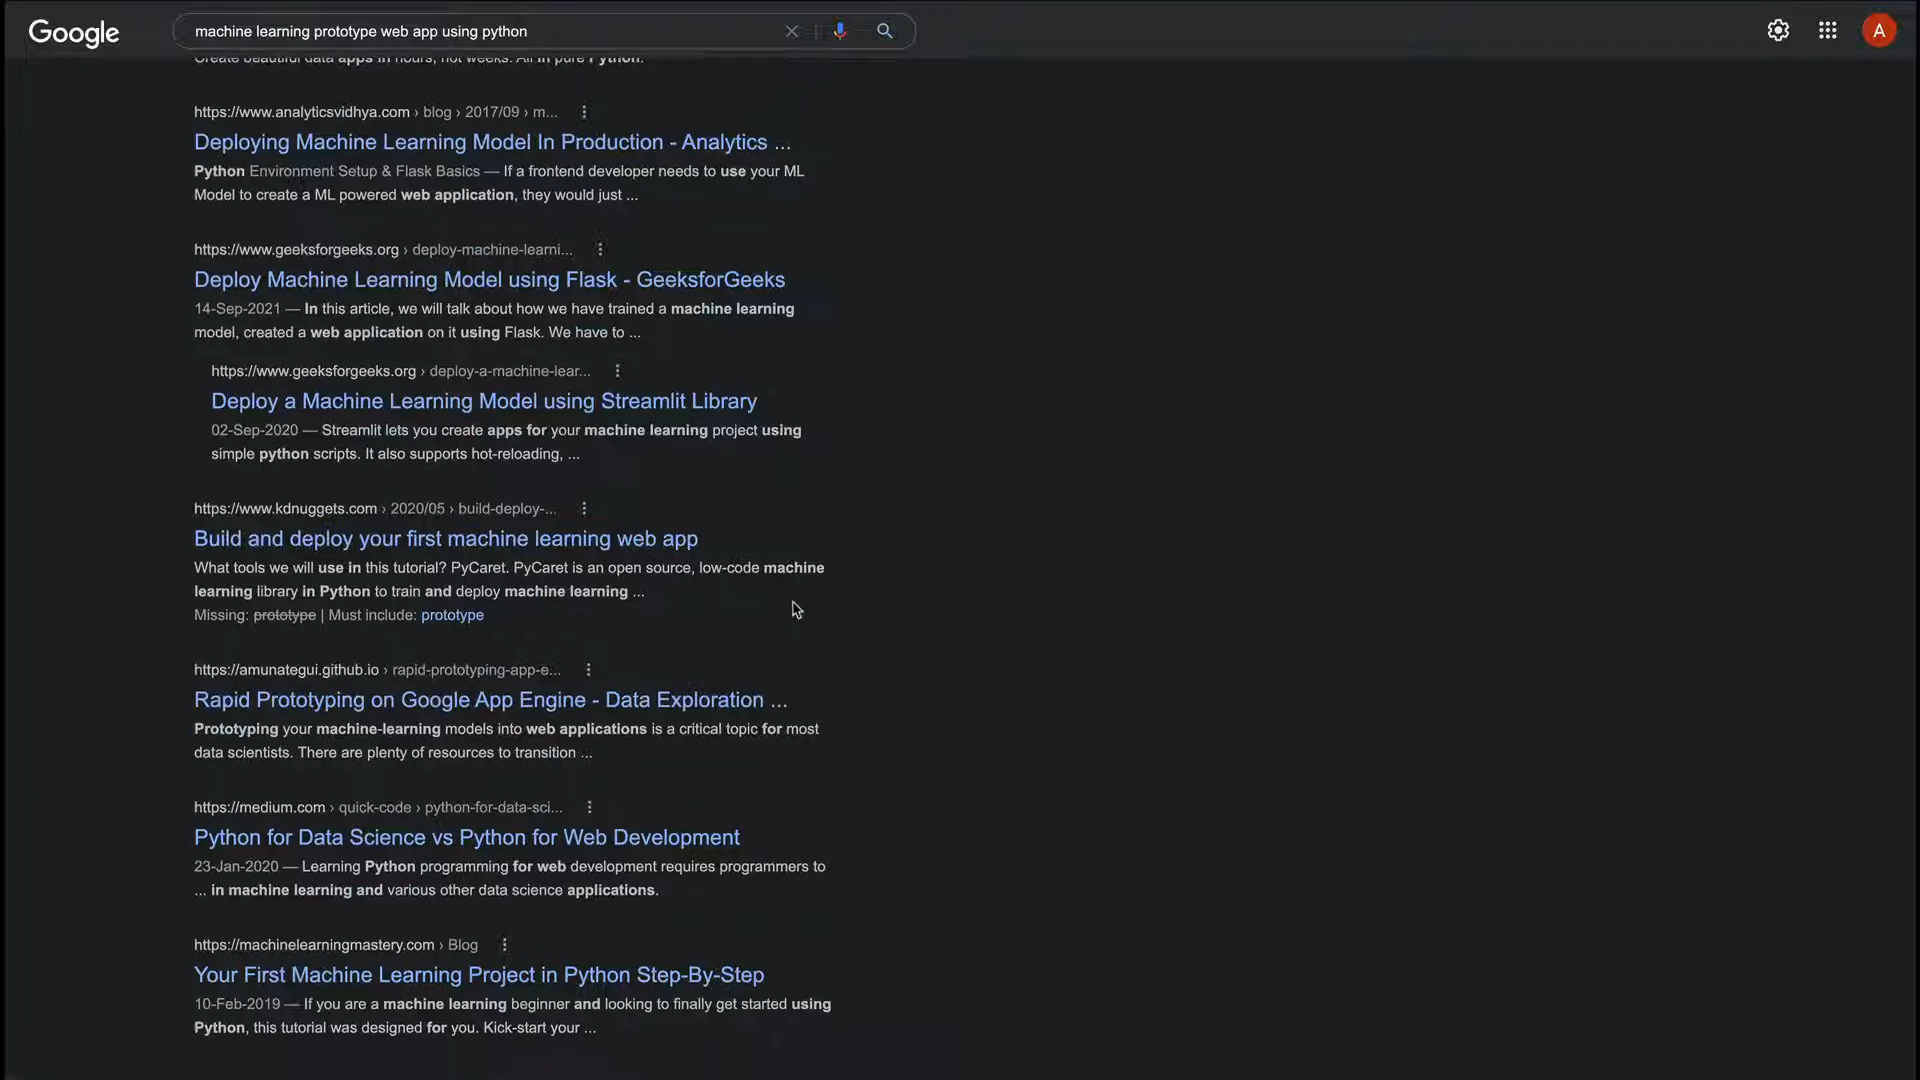 Google
machine learning prototype web app using python
A
Create beautiful data apps in hours, not weeks. All in pure Python.
https://www.analyticsvidhya.com › blog › 2017/09 › m...
Deploying Machine Learning Model In Production - Analytics ...
Python Environment Setup & Flask Basics — If a frontend developer needs to use your ML
Model to create a ML powered web application, they would just ...
https://www.geeksforgeeks.org › deploy-machine-learni...
Deploy Machine Learning Model using Flask - GeeksforGeeks
14-Sep-2021 — In this article, we will talk about how we have trained a machine learning
model, created a web application on it using Flask. We have to ...
https://www.geeksforgeeks.org › deploy-a-machine-lear...
Deploy a Machine Learning Model using Streamlit Library
02-Sep-2020 — Streamlit lets you create apps for your machine learning project using
simple python scripts. It also supports hot-reloading, ...
https://www.kdnuggets.com › 2020/05 › build-deploy-...
Build and deploy your first machine learning web app
What tools we will use in this tutorial? PyCaret. PyCaret is an open source, low-code machine
learning library in Python to train and deploy machine learning ...
Missing: prototype | Must include: prototype
https://amunategui.github.io › rapid-prototyping-app-e...
Rapid Prototyping on Google App Engine - Data Exploration ...
Prototyping your machine-learning models into web applications is a critical topic for most
data scientists. There are plenty of resources to transition ...
https://medium.com › quick-code › python-for-data-sci...
Python for Data Science vs Python for Web Development
23-Jan-2020 — Learning Python programming for web development requires programmers to
... in machine learning and various other data science applications.
https://machinelearningmastery.com › Blog
Your First Machine Learning Project in Python Step-By-Step
10-Feb-2019 — If you are a machine learning beginner and looking to finally get started using
Python, this tutorial was designed for you. Kick-start your ...